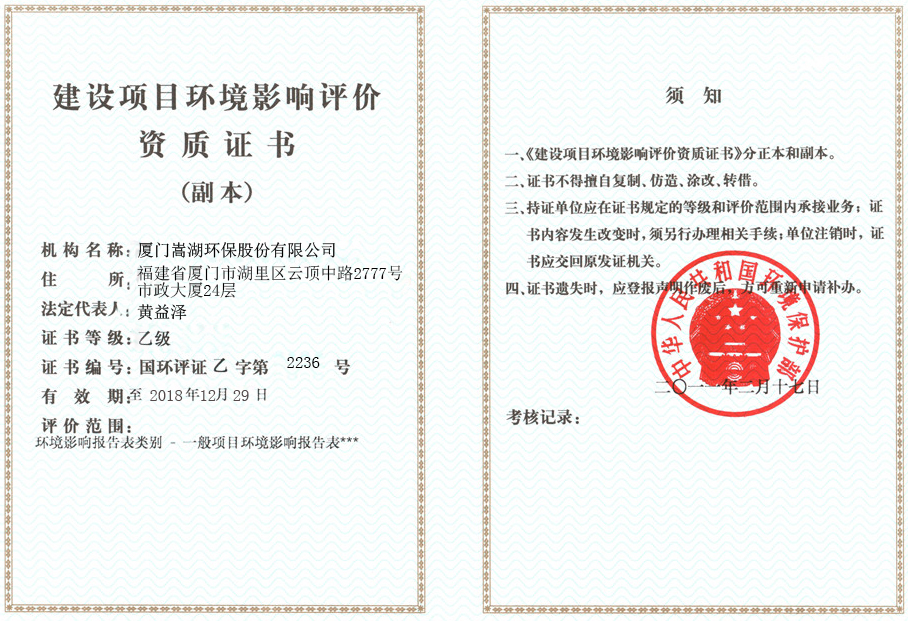 建设项目环境影响评价
资质证书
(副本)
机构名称：厦门嵩湖环保股份有限公司
住所：福建省厦门市湖里区云顶中路2777号
市政大厦24层
法定代表人：黄益泽
证书等级：乙级
证书编号：国环评证 乙 字第 2236 号
有效期：至 2018年12月29日
评价范围：
环境影响报告表类别 - 一般项目环境影响报告表***
须知
一、《建设项目环境影响评价资质证书》分正本和副本。
二、证书不得擅自复制、仿造、涂改、转借。
三、持证单位应在证书规定的等级和评价范围内承接业务；证
书内容发生改变时，须另行办理相关手续；单位注销时，证
书应交回原发证机关。
四、证书遗失时，应登报声明作废后，方可重新申请补办。
中华人民共和国环境保护部
二〇一一年二月十七日
考核记录：